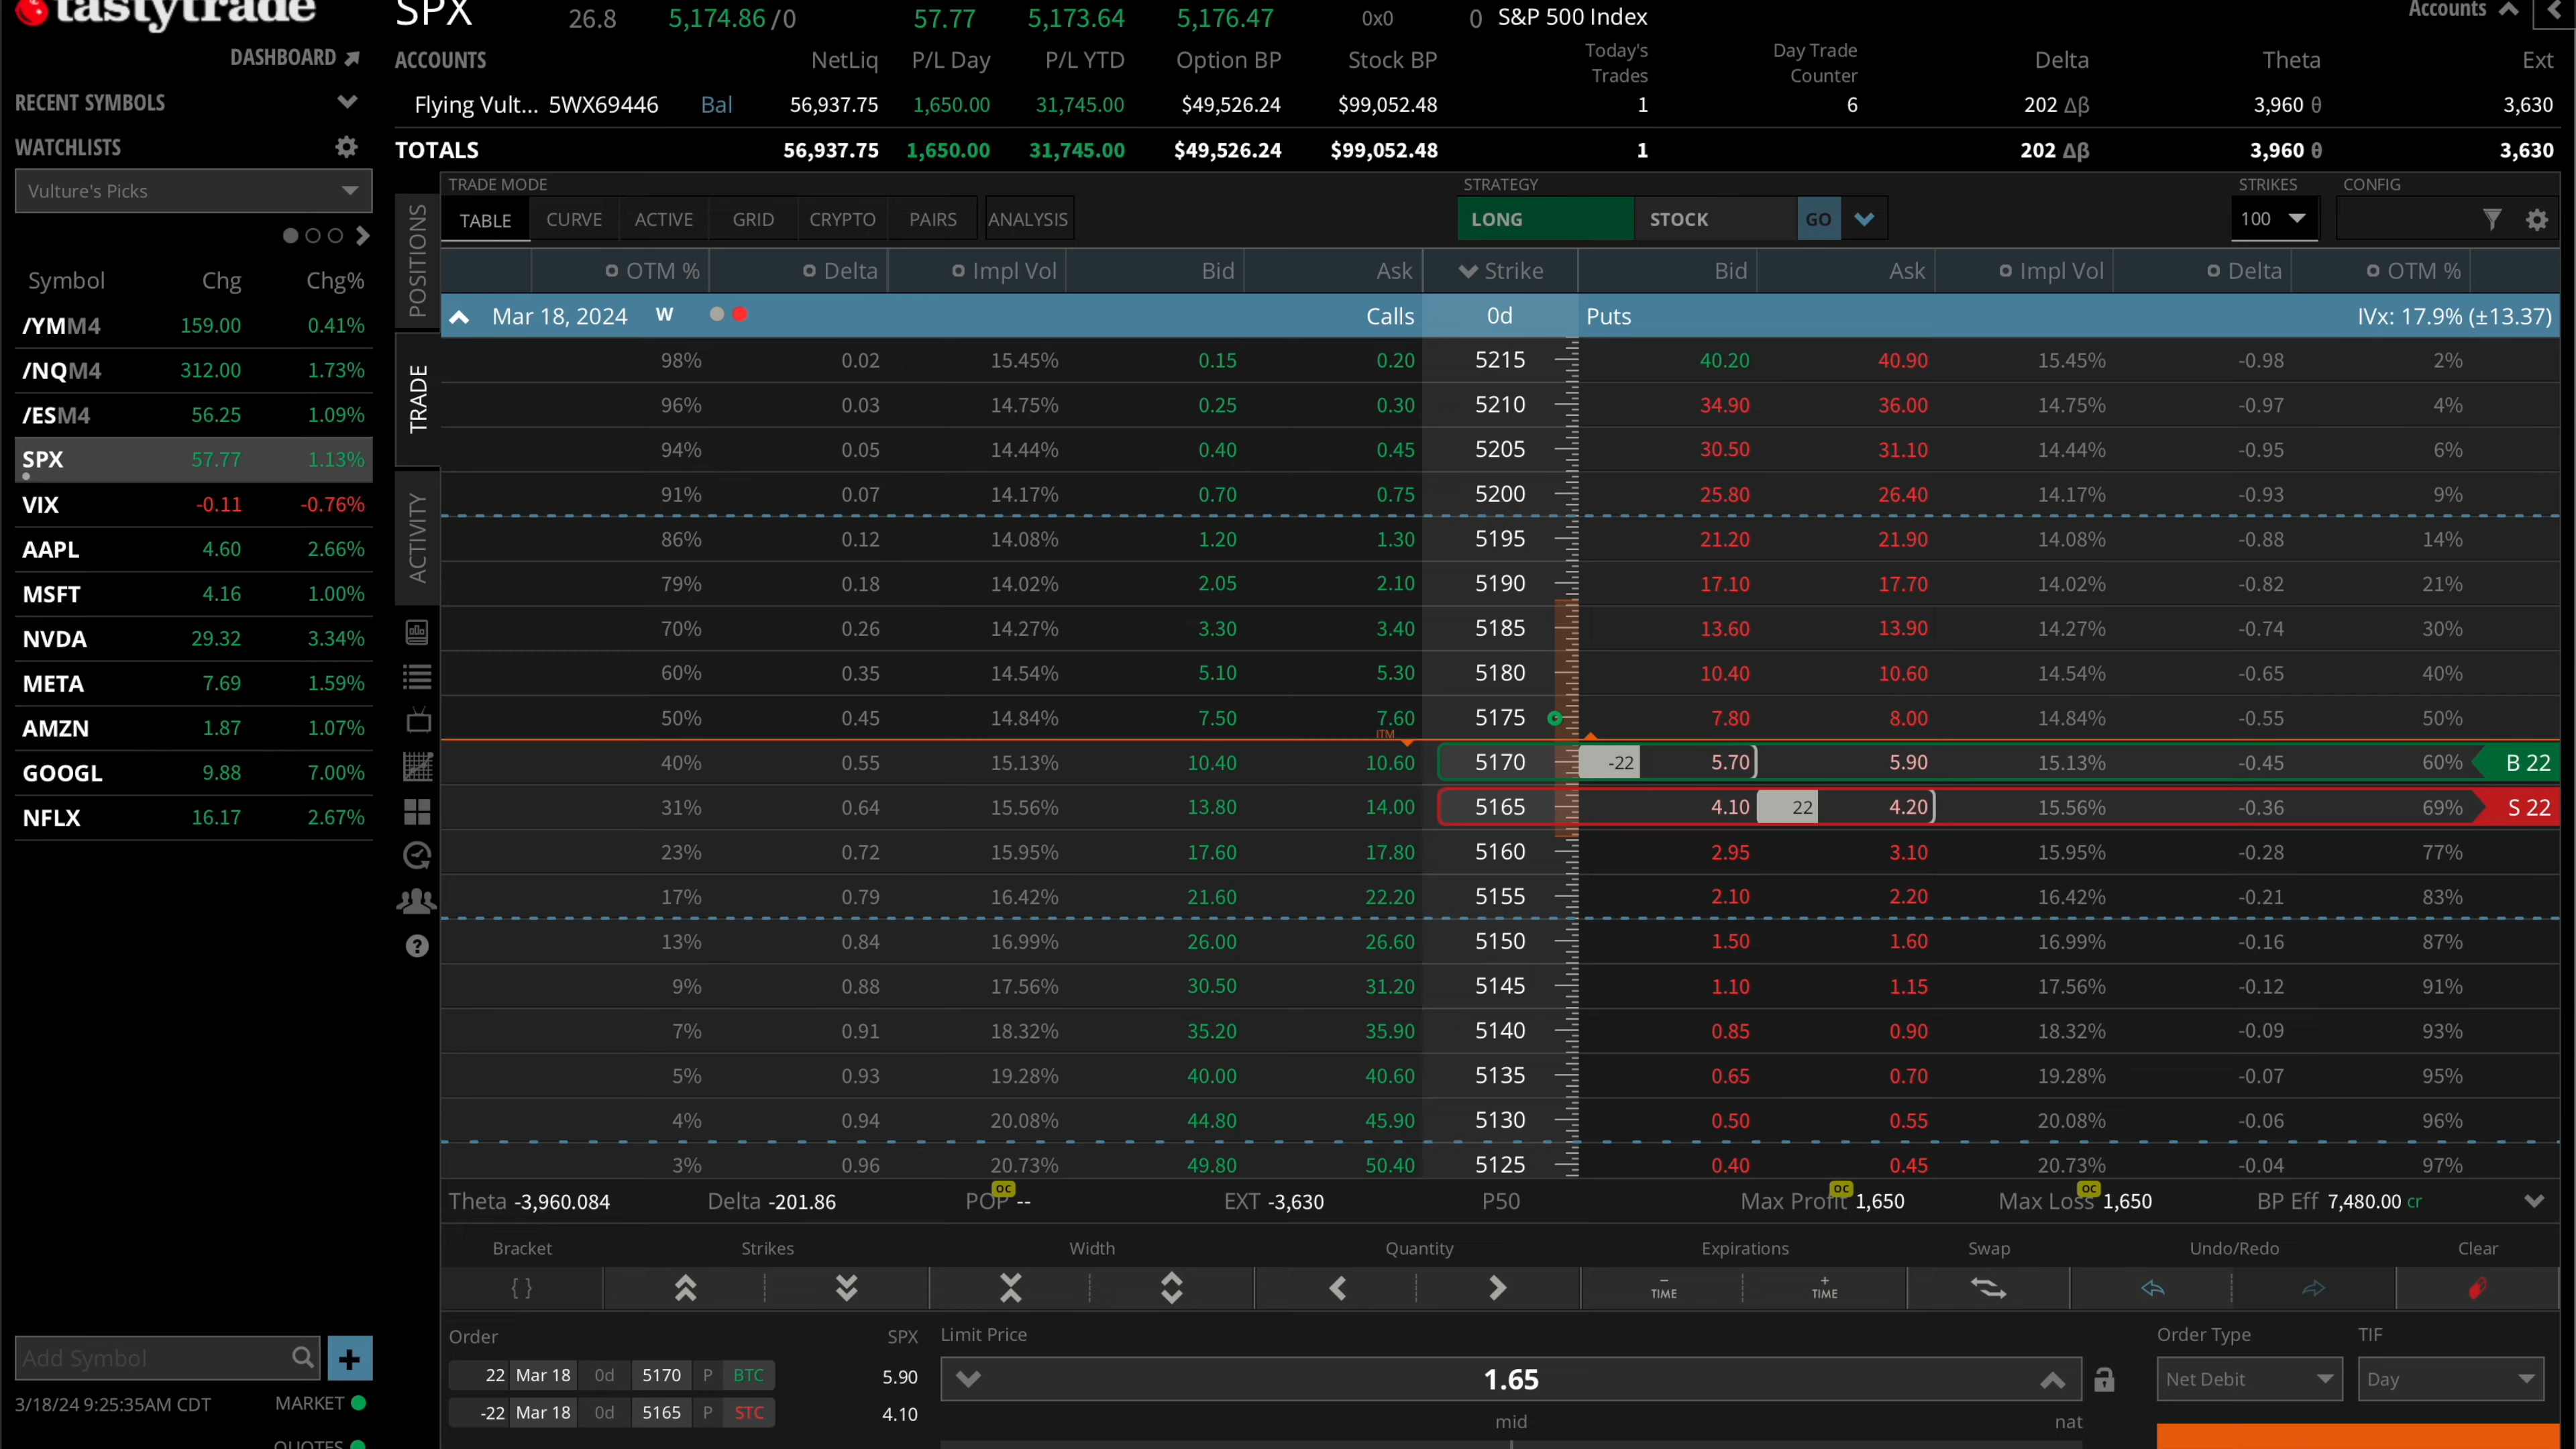 tastytrade
SPX 26.8 5,174.86 /0 57.77 5,173.64 5,176.47 0x0 0 S&P 500 Index Accounts
DASHBOARD
ACCOUNTS NetLiq P/L Day P/L YTD Option BP Stock BP Today's Trades Day Trade Counter Delta Theta Ext
Flying Vult... 5WX69446 Bal 56,937.75 1,650.00 31,745.00 $49,526.24 $99,052.48 1 6 202 Δβ 3,960 θ 3,630
TOTALS 56,937.75 1,650.00 31,745.00 $49,526.24 $99,052.48 1 202 Δβ 3,960 θ 3,630
RECENT SYMBOLS
WATCHLISTS
Vulture's Picks
Symbol Chg Chg%
/YMM4 159.00 0.41%
/NQM4 312.00 1.73%
/ESM4 56.25 1.09%
SPX 57.77 1.13%
VIX -0.11 -0.76%
AAPL 4.60 2.66%
MSFT 4.16 1.00%
NVDA 29.32 3.34%
META 7.69 1.59%
AMZN 1.87 1.07%
GOOGL 9.88 7.00%
NFLX 16.17 2.67%
Add Symbol
3/18/24 9:25:35AM CDT MARKET
QUOTES
POSITIONS
TRADE
ACTIVITY
TRADE MODE STRATEGY STRIKES CONFIG
TABLE CURVE ACTIVE GRID CRYPTO PAIRS ANALYSIS LONG STOCK GO 100
OTM % Delta Impl Vol Bid Ask Strike Bid Ask Impl Vol Delta OTM %
Mar 18, 2024 W Calls 0d Puts IVx: 17.9% (±13.37)
98% 0.02 15.45% 0.15 0.20 5215 40.20 40.90 15.45% -0.98 2%
96% 0.03 14.75% 0.25 0.30 5210 34.90 36.00 14.75% -0.97 4%
94% 0.05 14.44% 0.40 0.45 5205 30.50 31.10 14.44% -0.95 6%
91% 0.07 14.17% 0.70 0.75 5200 25.80 26.40 14.17% -0.93 9%
86% 0.12 14.08% 1.20 1.30 5195 21.20 21.90 14.08% -0.88 14%
79% 0.18 14.02% 2.05 2.10 5190 17.10 17.70 14.02% -0.82 21%
70% 0.26 14.27% 3.30 3.40 5185 13.60 13.90 14.27% -0.74 30%
60% 0.35 14.54% 5.10 5.30 5180 10.40 10.60 14.54% -0.65 40%
50% 0.45 14.84% 7.50 7.60 5175 7.80 8.00 14.84% -0.55 50%
ITM
40% 0.55 15.13% 10.40 10.60 5170 -22 5.70 5.90 15.13% -0.45 60% B 22
31% 0.64 15.56% 13.80 14.00 5165 4.10 22 4.20 15.56% -0.36 69% S 22
23% 0.72 15.95% 17.60 17.80 5160 2.95 3.10 15.95% -0.28 77%
17% 0.79 16.42% 21.60 22.20 5155 2.10 2.20 16.42% -0.21 83%
13% 0.84 16.99% 26.00 26.60 5150 1.50 1.60 16.99% -0.16 87%
9% 0.88 17.56% 30.50 31.20 5145 1.10 1.15 17.56% -0.12 91%
7% 0.91 18.32% 35.20 35.90 5140 0.85 0.90 18.32% -0.09 93%
5% 0.93 19.28% 40.00 40.60 5135 0.65 0.70 19.28% -0.07 95%
4% 0.94 20.08% 44.80 45.90 5130 0.50 0.55 20.08% -0.06 96%
3% 0.96 20.73% 49.80 50.40 5125 0.40 0.45 20.73% -0.04 97%
Theta -3,960.084 Delta -201.86 POP OC -- EXT -3,630 P50 Max Profit OC 1,650 Max Loss OC 1,650 BP Eff 7,480.00 cr
Bracket Strikes Width Quantity Expirations Swap Undo/Redo Clear
{ } − TIME + TIME
Order SPX Limit Price Order Type TIF
22 Mar 18 0d 5170 P BTC 5.90 1.65 Net Debit Day
-22 Mar 18 0d 5165 P STC 4.10
mid nat